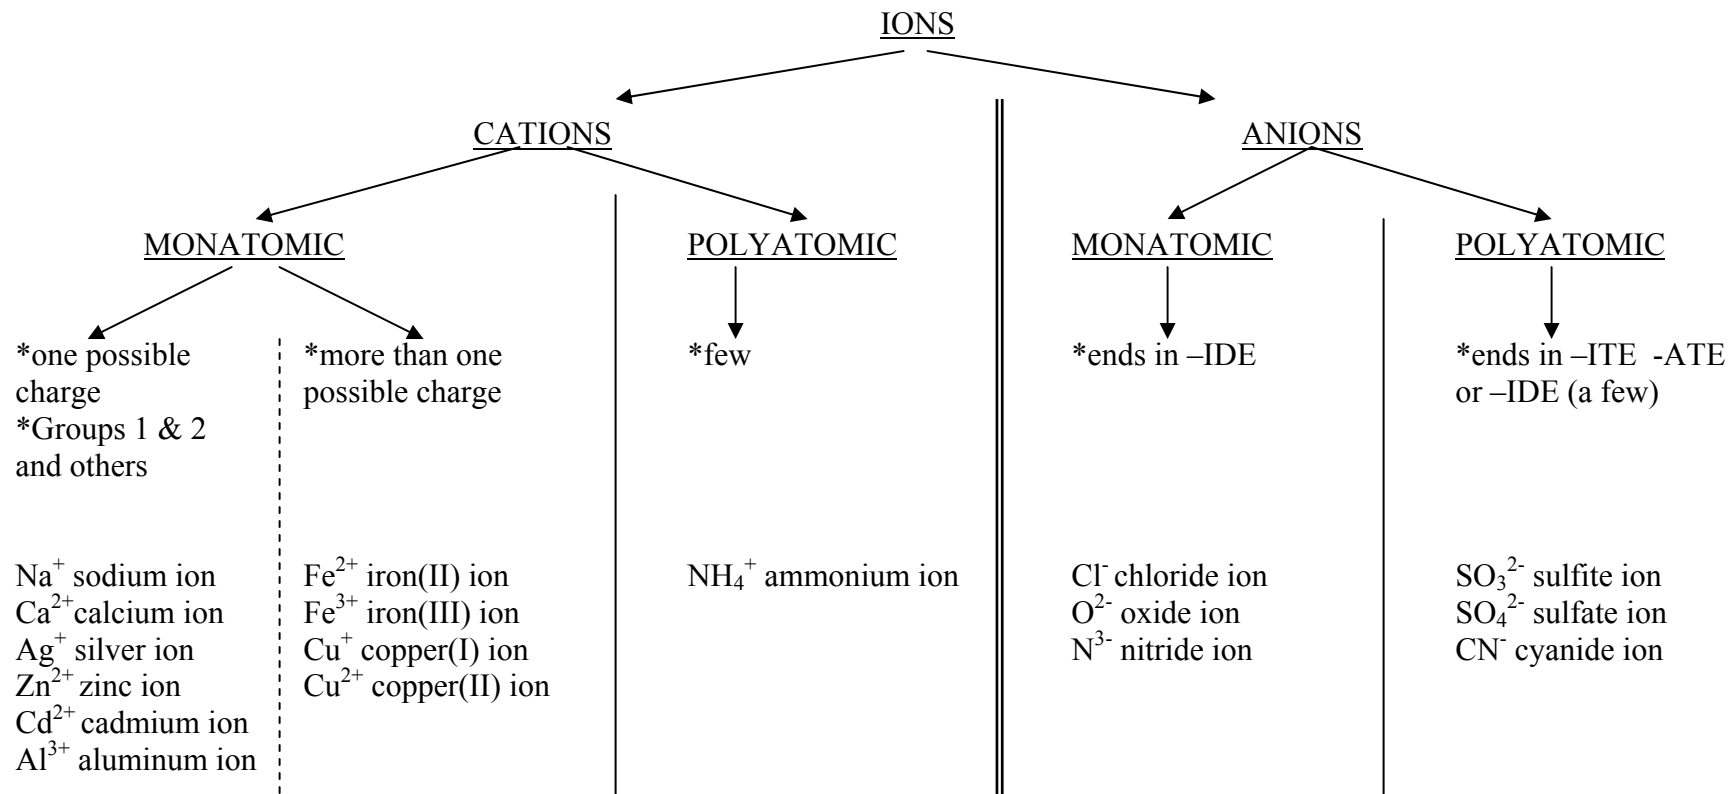 IONS
CATIONS
ANIONS
MONATOMIC
POLYATOMIC
MONATOMIC
POLYATOMIC
*one possible
charge
*Groups 1 & 2
and others
*more than one
possible charge
*few
*ends in –IDE
*ends in –ITE -ATE
or –IDE (a few)
Na⁺ sodium ion
Ca²⁺ calcium ion
Ag⁺ silver ion
Zn²⁺ zinc ion
Cd²⁺ cadmium ion
Al³⁺ aluminum ion
Fe²⁺ iron(II) ion
Fe³⁺ iron(III) ion
Cu⁺ copper(I) ion
Cu²⁺ copper(II) ion
NH₄⁺ ammonium ion
Cl⁻ chloride ion
O²⁻ oxide ion
N³⁻ nitride ion
SO₃²⁻ sulfite ion
SO₄²⁻ sulfate ion
CN⁻ cyanide ion